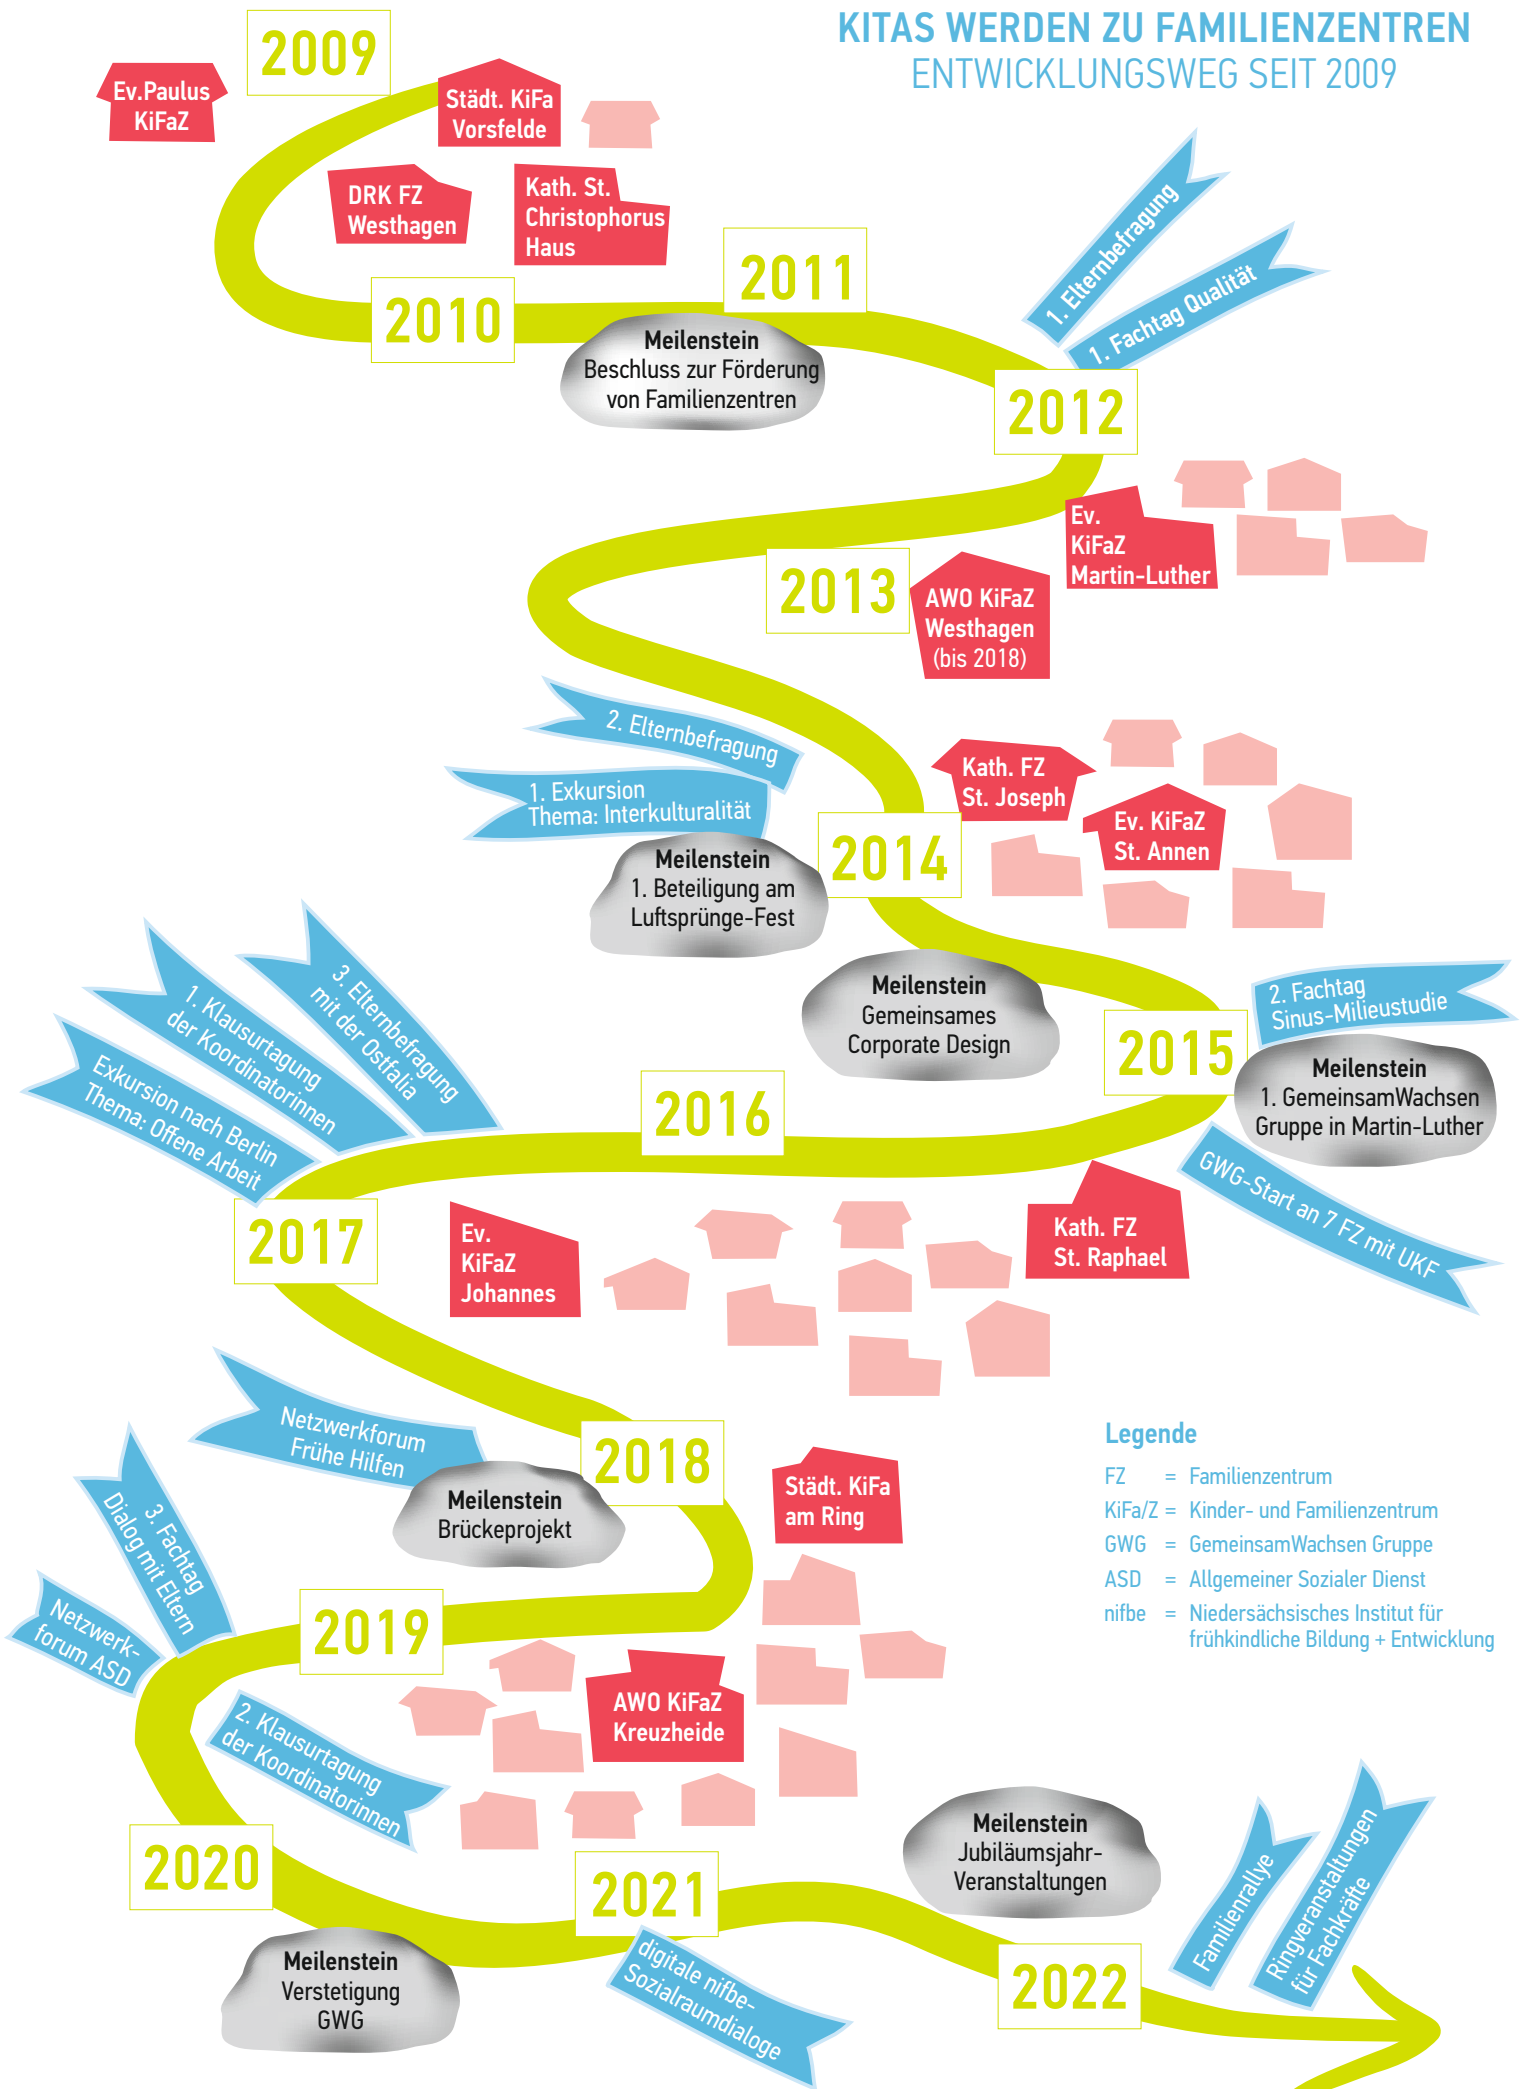 KITAS WERDEN ZU FAMILIENZENTREN
ENTWICKLUNGSWEG SEIT 2009
2009
Ev.Paulus
KiFaZ
Städt. KiFa
Vorsfelde
DRK FZ
Westhagen
Kath. St.
Christophorus
Haus
2010
2011
Meilenstein
Beschluss zur Förderung
von Familienzentren
1. Elternbefragung
1. Fachtag Qualität
2012
Ev.
KiFaZ
Martin-Luther
2013
AWO KiFaZ
Westhagen
(bis 2018)
2. Elternbefragung
1. Exkursion
Thema: Interkulturalität
Meilenstein
1. Beteiligung am
Luftsprünge-Fest
2014
Kath. FZ
St. Joseph
Ev. KiFaZ
St. Annen
Meilenstein
Gemeinsames
Corporate Design
2015
2. Fachtag
Sinus-Milieustudie
Meilenstein
1. GemeinsamWachsen
Gruppe in Martin-Luther
GWG-Start an 7 FZ mit UKF
2016
Kath. FZ
St. Raphael
3. Elternbefragung
mit der Ostfalia
1. Klausurtagung
der Koordinatorinnen
Exkursion nach Berlin
Thema: Offene Arbeit
2017
Ev.
KiFaZ
Johannes
Netzwerkforum
Frühe Hilfen
Meilenstein
Brückeprojekt
2018
Städt. KiFa
am Ring
Legende
FZ = Familienzentrum
KiFa/Z = Kinder- und Familienzentrum
GWG = GemeinsamWachsen Gruppe
ASD = Allgemeiner Sozialer Dienst
nifbe = Niedersächsisches Institut für
frühkindliche Bildung + Entwicklung
3. Fachtag
Dialog mit Eltern
Netzwerk-
forum ASD
2019
AWO KiFaZ
Kreuzheide
2. Klausurtagung
der Koordinatorinnen
2020
Meilenstein
Verstetigung
GWG
2021
digitale nifbe-
Sozialraumdialoge
Meilenstein
Jubiläumsjahr-
Veranstaltungen
2022
Familienrallye
Ringveranstaltungen
für Fachkräfte